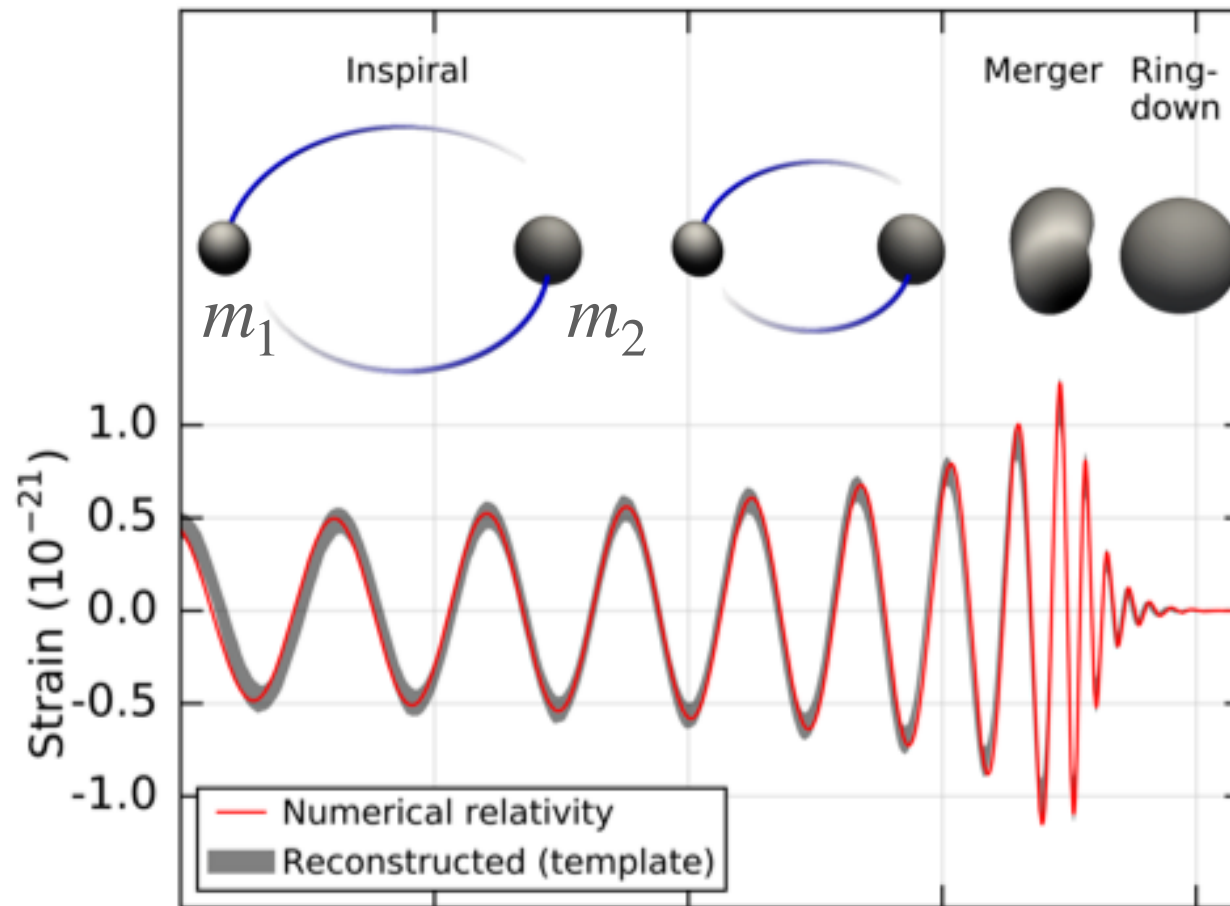 Inspiral
Merger
Ring-
down
m₁
m₂
Strain (10⁻²¹)
1.0
0.5
0.0
-0.5
-1.0
Numerical relativity
Reconstructed (template)